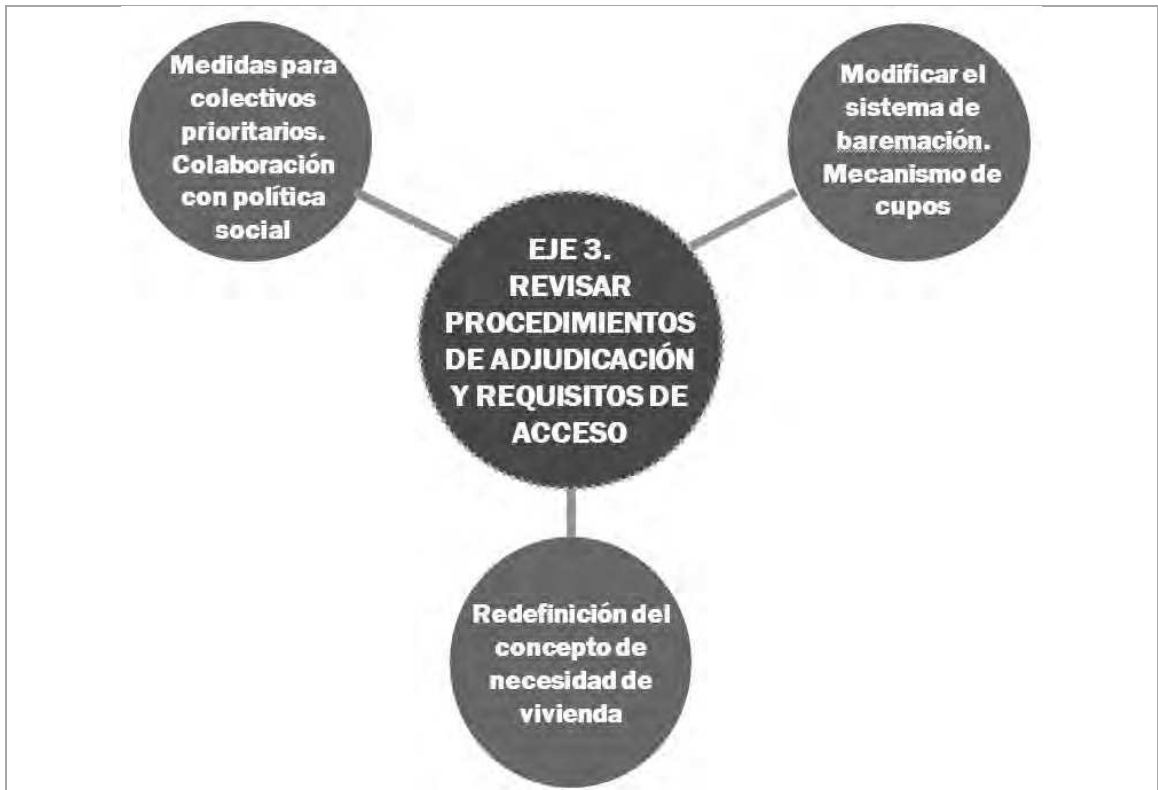 Medidas para
colectivos
prioritarios.
Colaboración
con política
social
Modificar el
sistema de
baremación.
Mecanismo de
cupos
EJE 3.
REVISAR
PROCEDIMIENTOS
DE ADJUDICACIÓN
Y REQUISITOS DE
ACCESO
Redefinición del
concepto de
necesidad de
vivienda